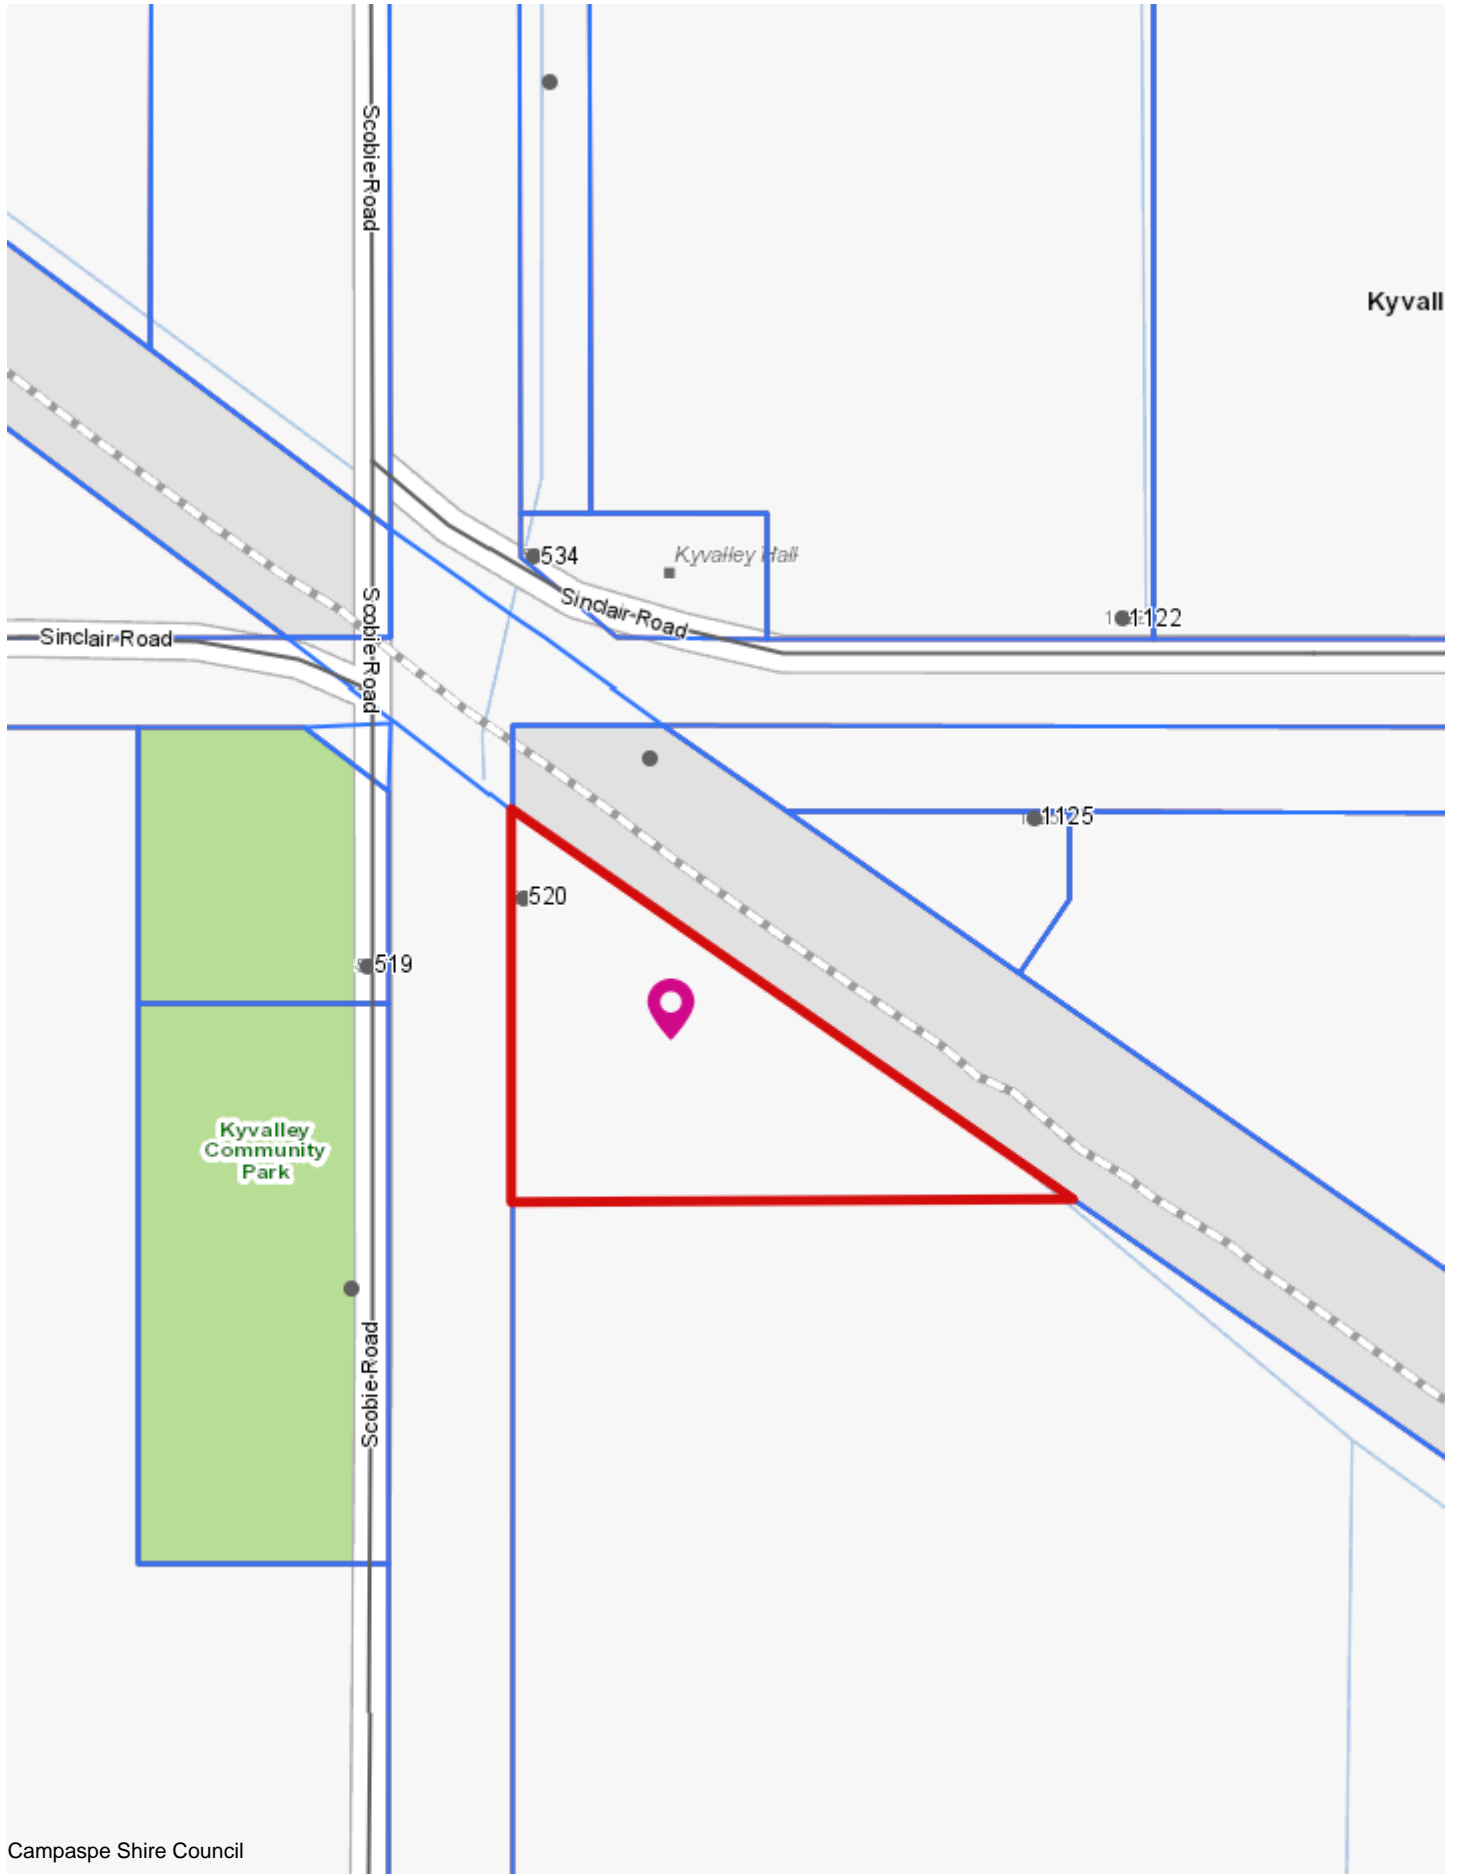 Scobie Road
Kyvall
534
Kyvalley Hall
Sinclair Road
1122
Sinclair Road
Scobie Road
1125
520
519
Kyvalley
Community
Park
Scobie Road
Campaspe Shire Council